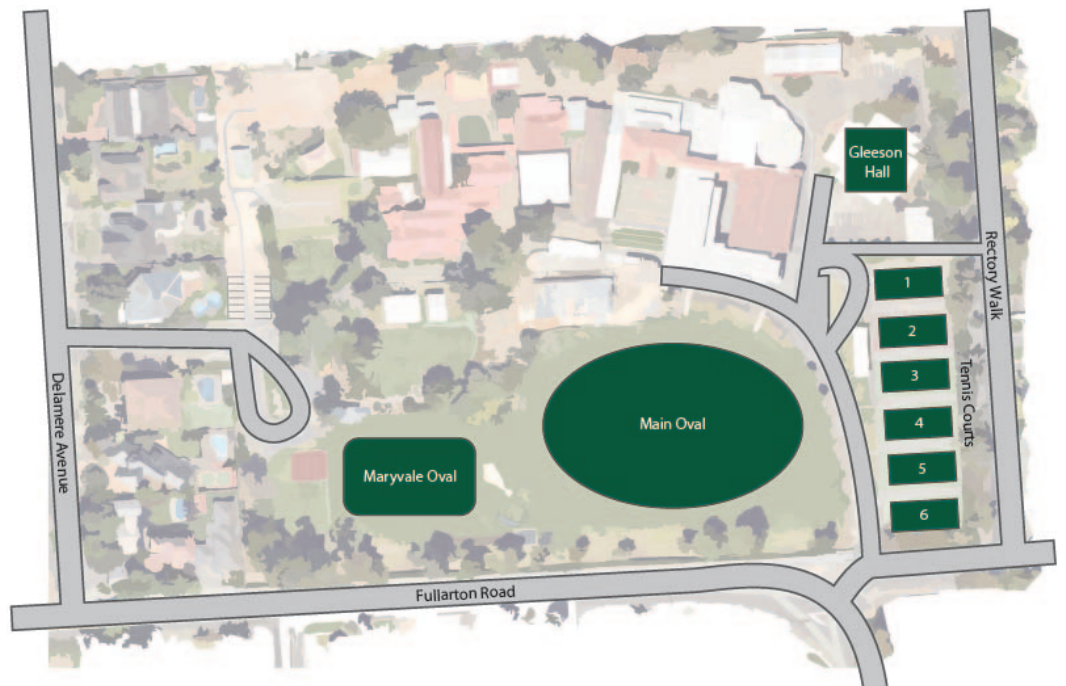 Gleeson
Hall
Rectory Walk
1
2
3
Tennis Courts
4
5
6
Main Oval
Maryvale Oval
Delamere Avenue
Fullarton Road